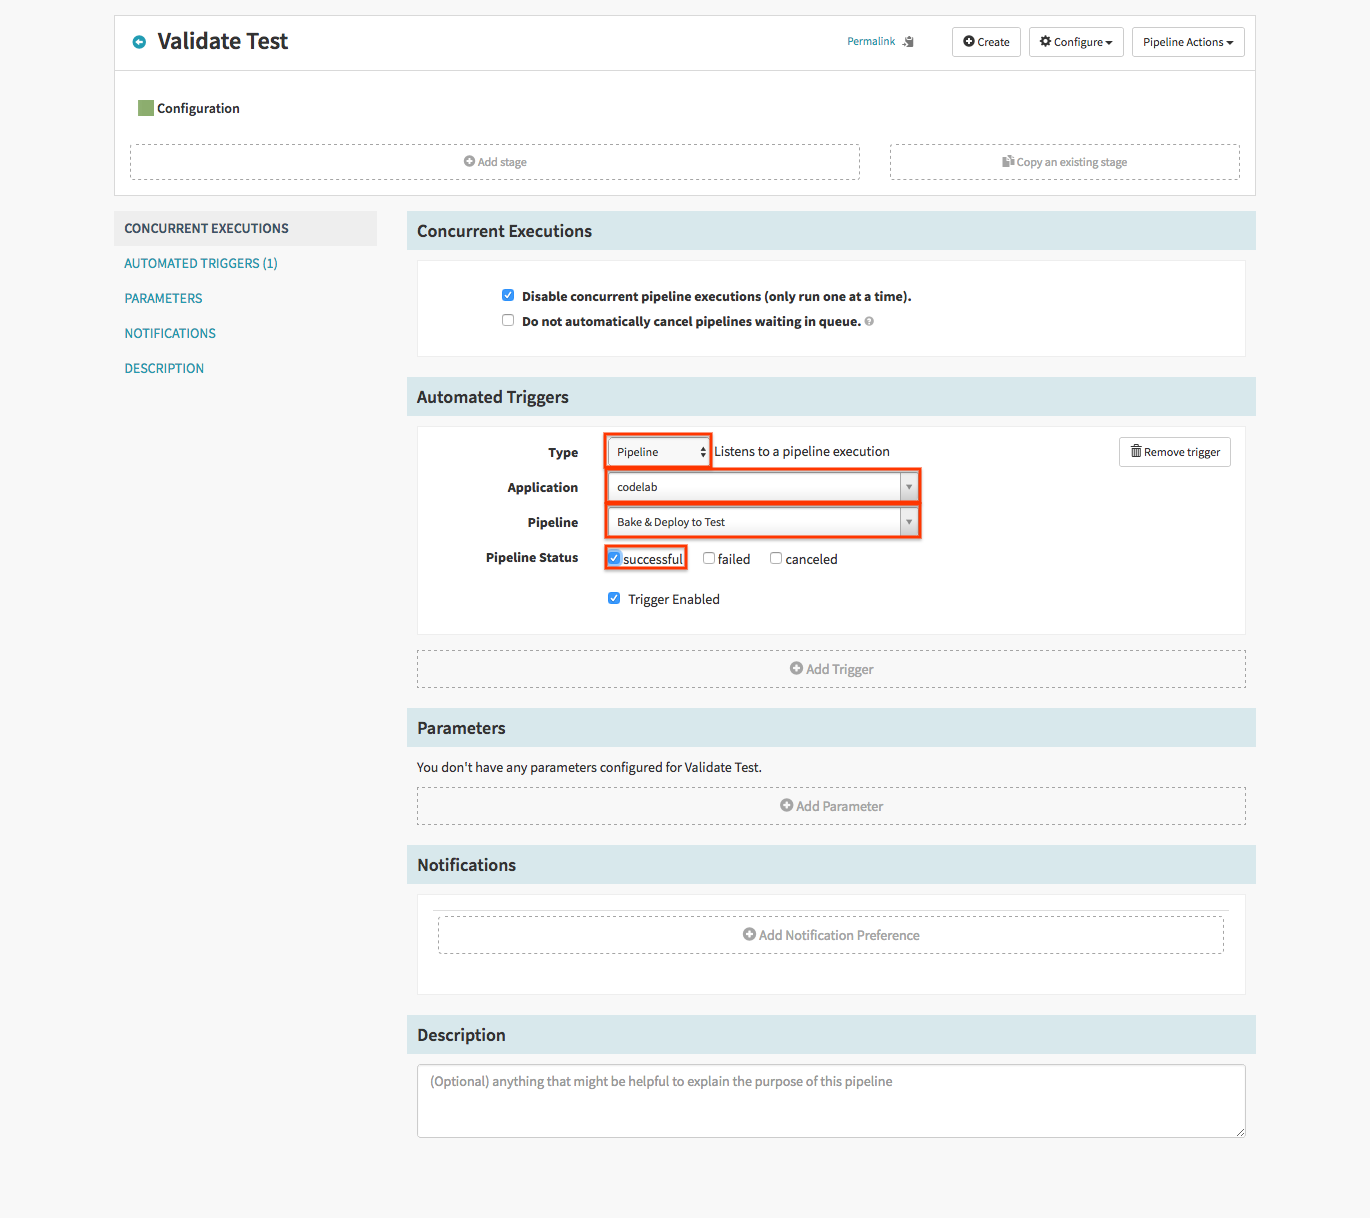 Validate Test
Permalink
Create
Configure
Pipeline Actions
Configuration
Add stage
Copy an existing stage
CONCURRENT EXECUTIONS
AUTOMATED TRIGGERS (1)
PARAMETERS
NOTIFICATIONS
DESCRIPTION
Concurrent Executions
Disable concurrent pipeline executions (only run one at a time).
Do not automatically cancel pipelines waiting in queue.
Automated Triggers
Type Pipeline Listens to a pipeline execution Remove trigger
Application codelab
Pipeline Bake & Deploy to Test
Pipeline Status successful failed canceled
Trigger Enabled
Add Trigger
Parameters
You don't have any parameters configured for Validate Test.
Add Parameter
Notifications
Add Notification Preference
Description
(Optional) anything that might be helpful to explain the purpose of this pipeline